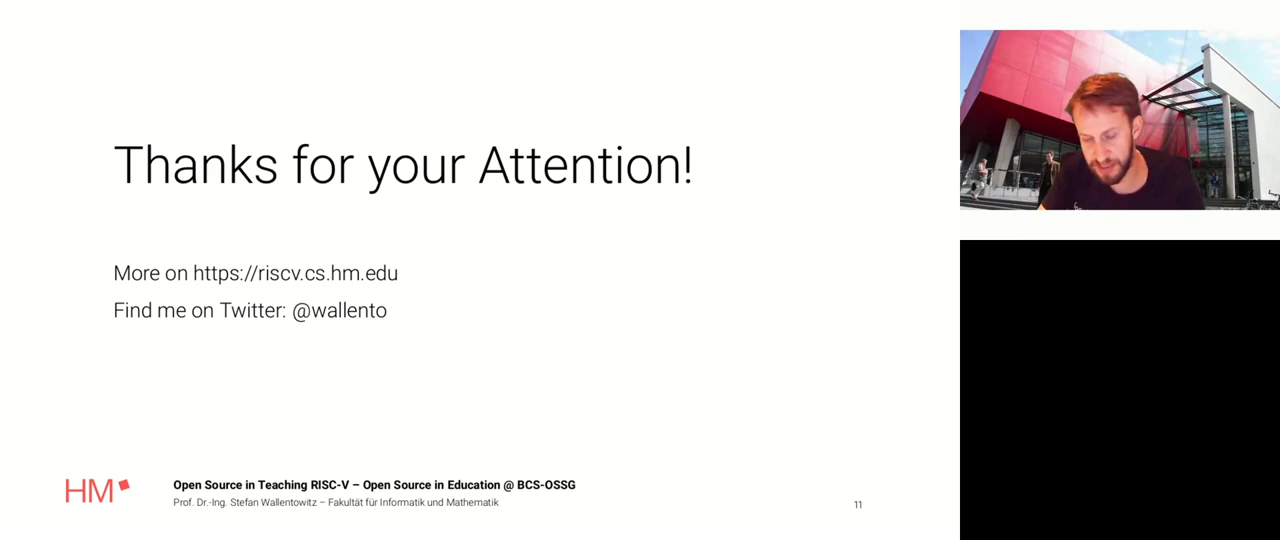 Thanks for your Attention!
More on https://riscv.cs.hm.edu
Find me on Twitter: @wallento
HM
Open Source in Teaching RISC-V – Open Source in Education @ BCS-OSSG
Prof. Dr.-Ing. Stefan Wallentowitz – Fakultät für Informatik und Mathematik
11